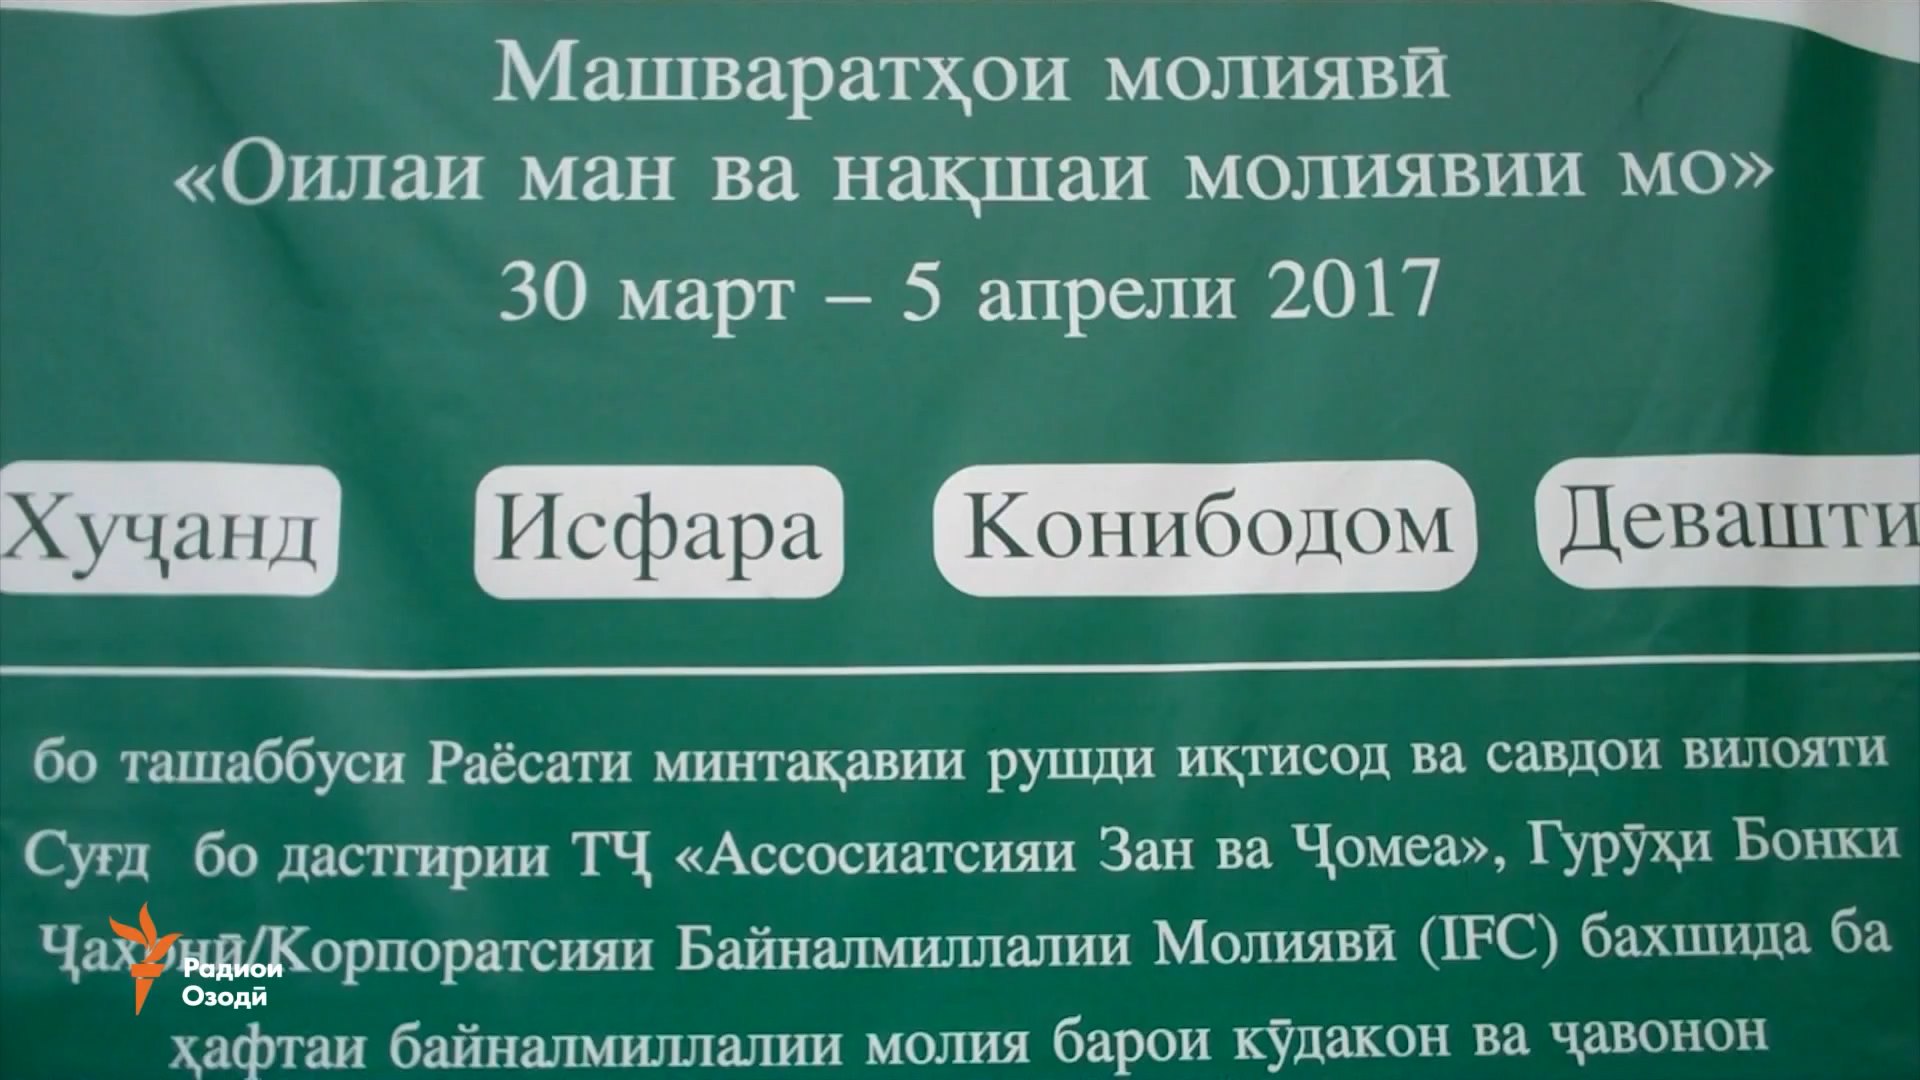 Машваратҳои молиявӣ
«Оилаи ман ва нақшаи молиявии мо»
30 март – 5 апрели 2017
Хуҷанд Исфара Конибодом Девашти
бо ташаббуси Раёсати минтақавии рушди иқтисод ва савдои вилояти
Суғд бо дастгирии ТҶ «Ассосиатсияи Зан ва Ҷомеа», Гурӯҳи Бонки
Ҷаҳонӣ/Корпоратсияи Байналмиллалии Молиявӣ (IFC) бахшида ба
ҳафтаи байналмиллалии молия барои кӯдакон ва ҷавонон
Радиои
Озодӣ